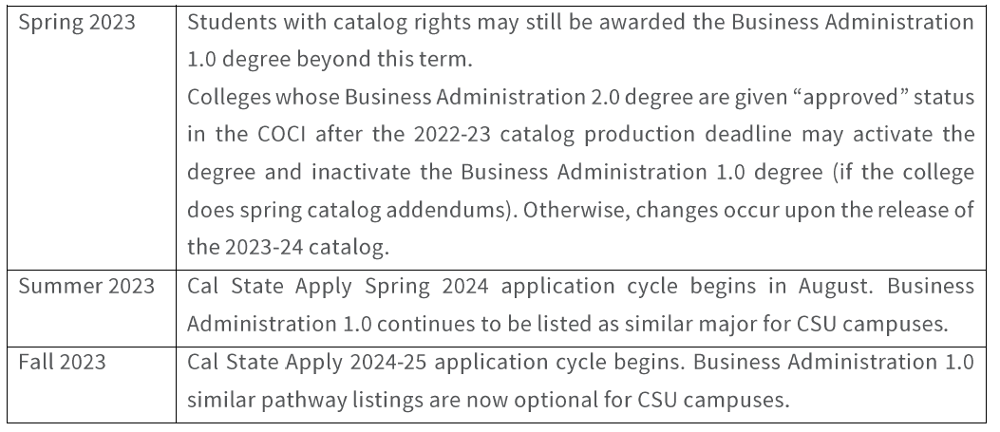 Spring 2023
Students with catalog rights may still be awarded the Business Administration
1.0 degree beyond this term.
Colleges whose Business Administration 2.0 degree are given “approved” status
in the COCI after the 2022-23 catalog production deadline may activate the
degree and inactivate the Business Administration 1.0 degree (if the college
does spring catalog addendums). Otherwise, changes occur upon the release of
the 2023-24 catalog.
Summer 2023
Cal State Apply Spring 2024 application cycle begins in August. Business
Administration 1.0 continues to be listed as similar major for CSU campuses.
Fall 2023
Cal State Apply 2024-25 application cycle begins. Business Administration 1.0
similar pathway listings are now optional for CSU campuses.